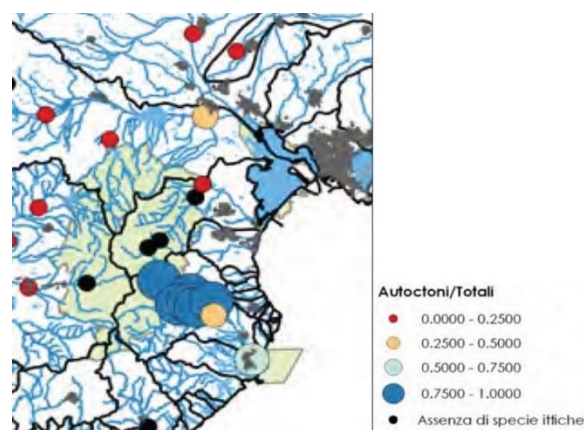 Autoctoni/Totali
0.0000 - 0.2500
0.2500 - 0.5000
0.5000 - 0.7500
0.7500 - 1.0000
Assenza di specie ittiche